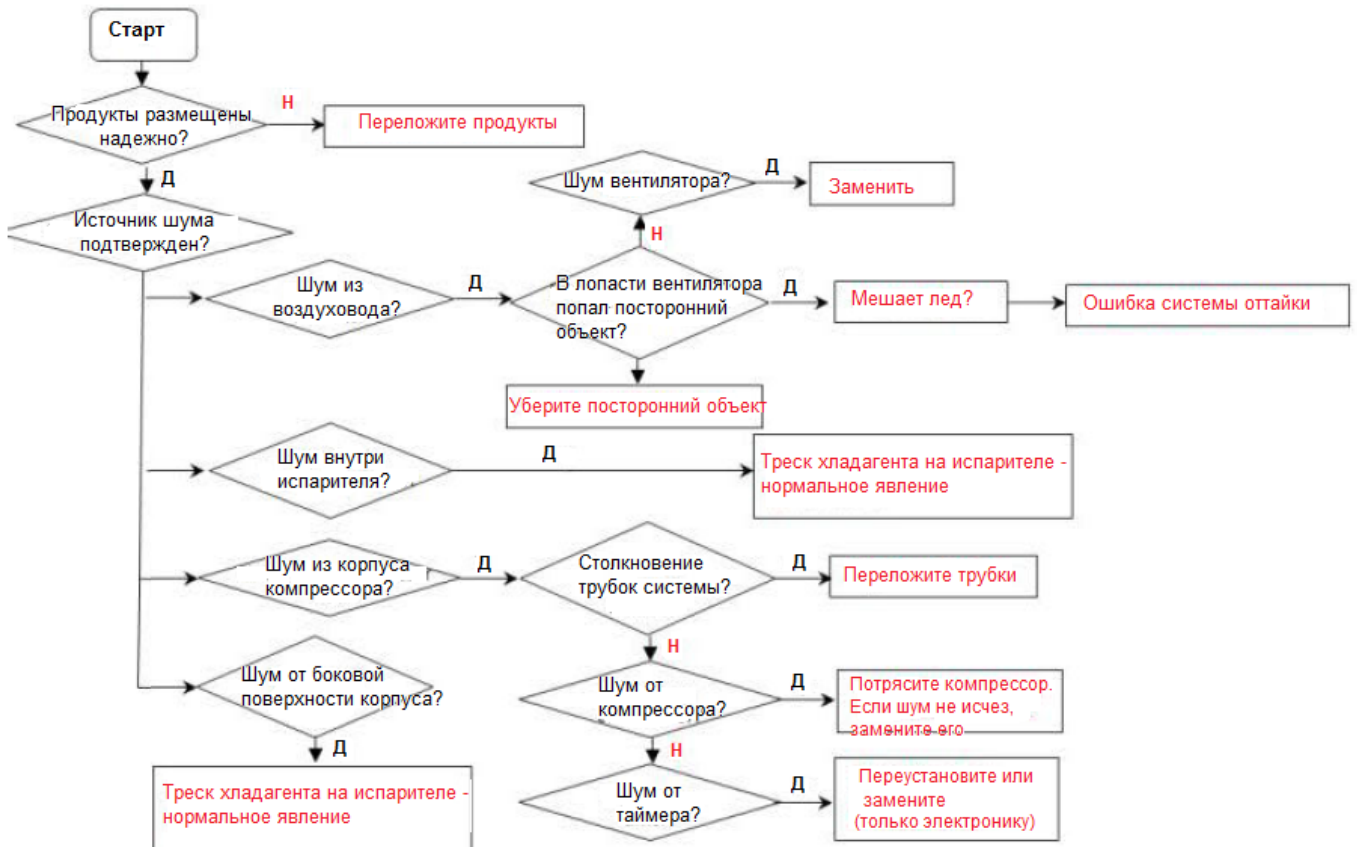 Старт
Продукты размещены
надежно?
Н
Переложите продукты
Д
Источник шума
подтвержден?
Шум вентилятора?
Д
Заменить
Н
Шум из
воздуховода?
Д
В лопасти вентилятора
попал посторонний
объект?
Д
Мешает лед?
Ошибка системы оттайки
Уберите посторонний объект
Шум внутри
испарителя?
Д
Треск хладагента на испарителе -
нормальное явление
Шум из корпуса
компрессора?
Д
Столкновение
трубок системы?
Д
Переложите трубки
Н
Шум от боковой
поверхности корпуса?
Шум от
компрессора?
Д
Потрясите компрессор.
Если шум не исчез,
замените его
Д
Н
Треск хладагента на испарителе -
нормальное явление
Шум от
таймера?
Д
Переустановите или
замените
(только электронику)